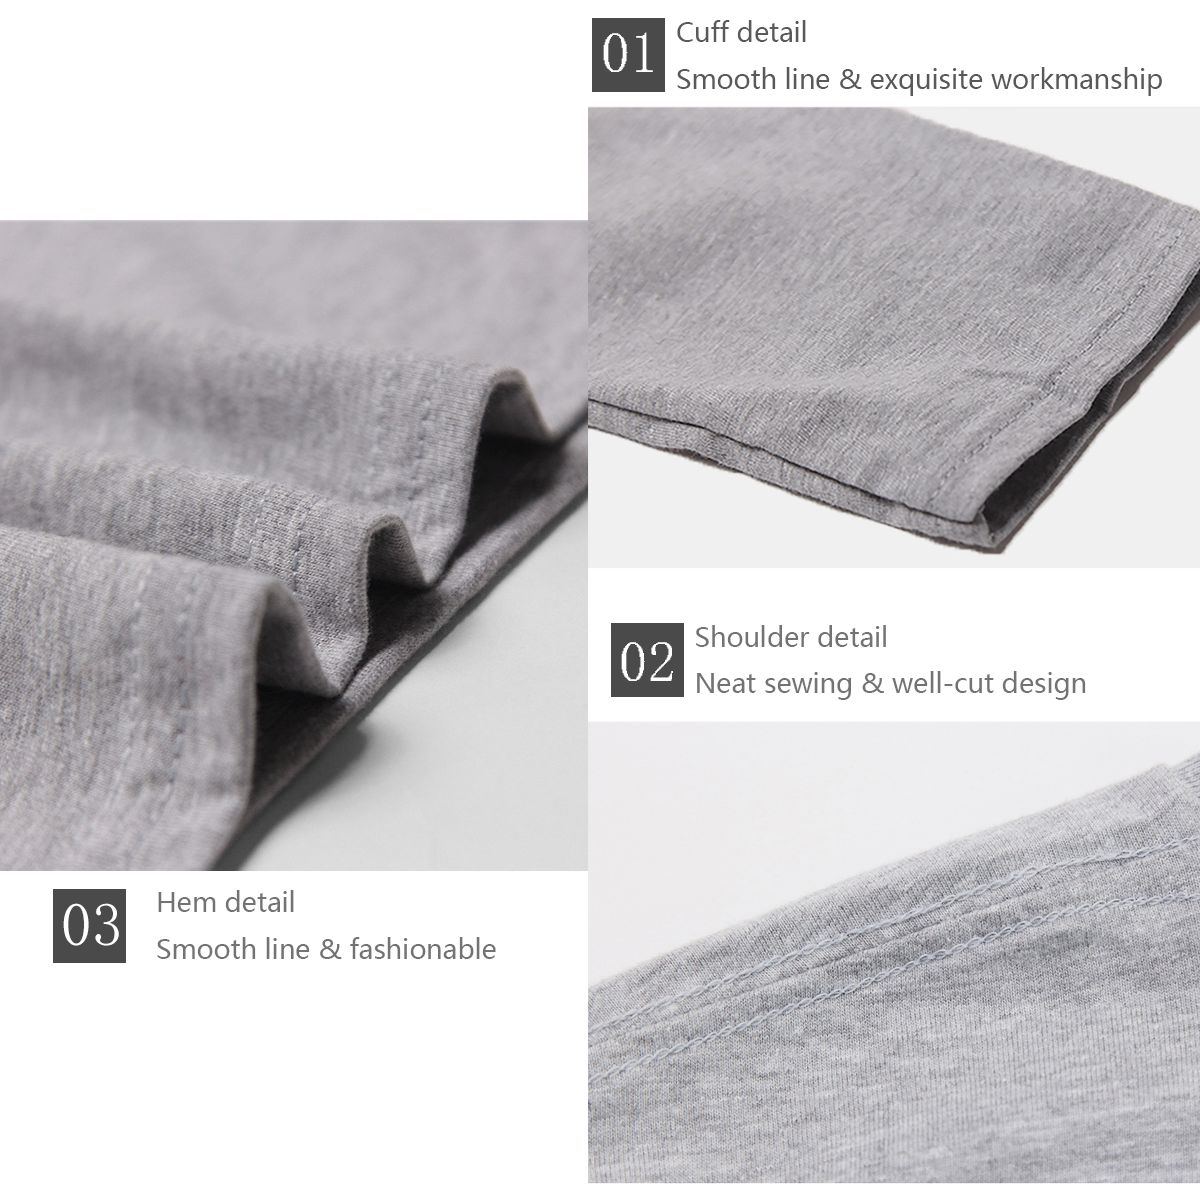 01
Cuff detail
Smooth line & exquisite workmanship
02
Shoulder detail
Neat sewing & well-cut design
03
Hem detail
Smooth line & fashionable